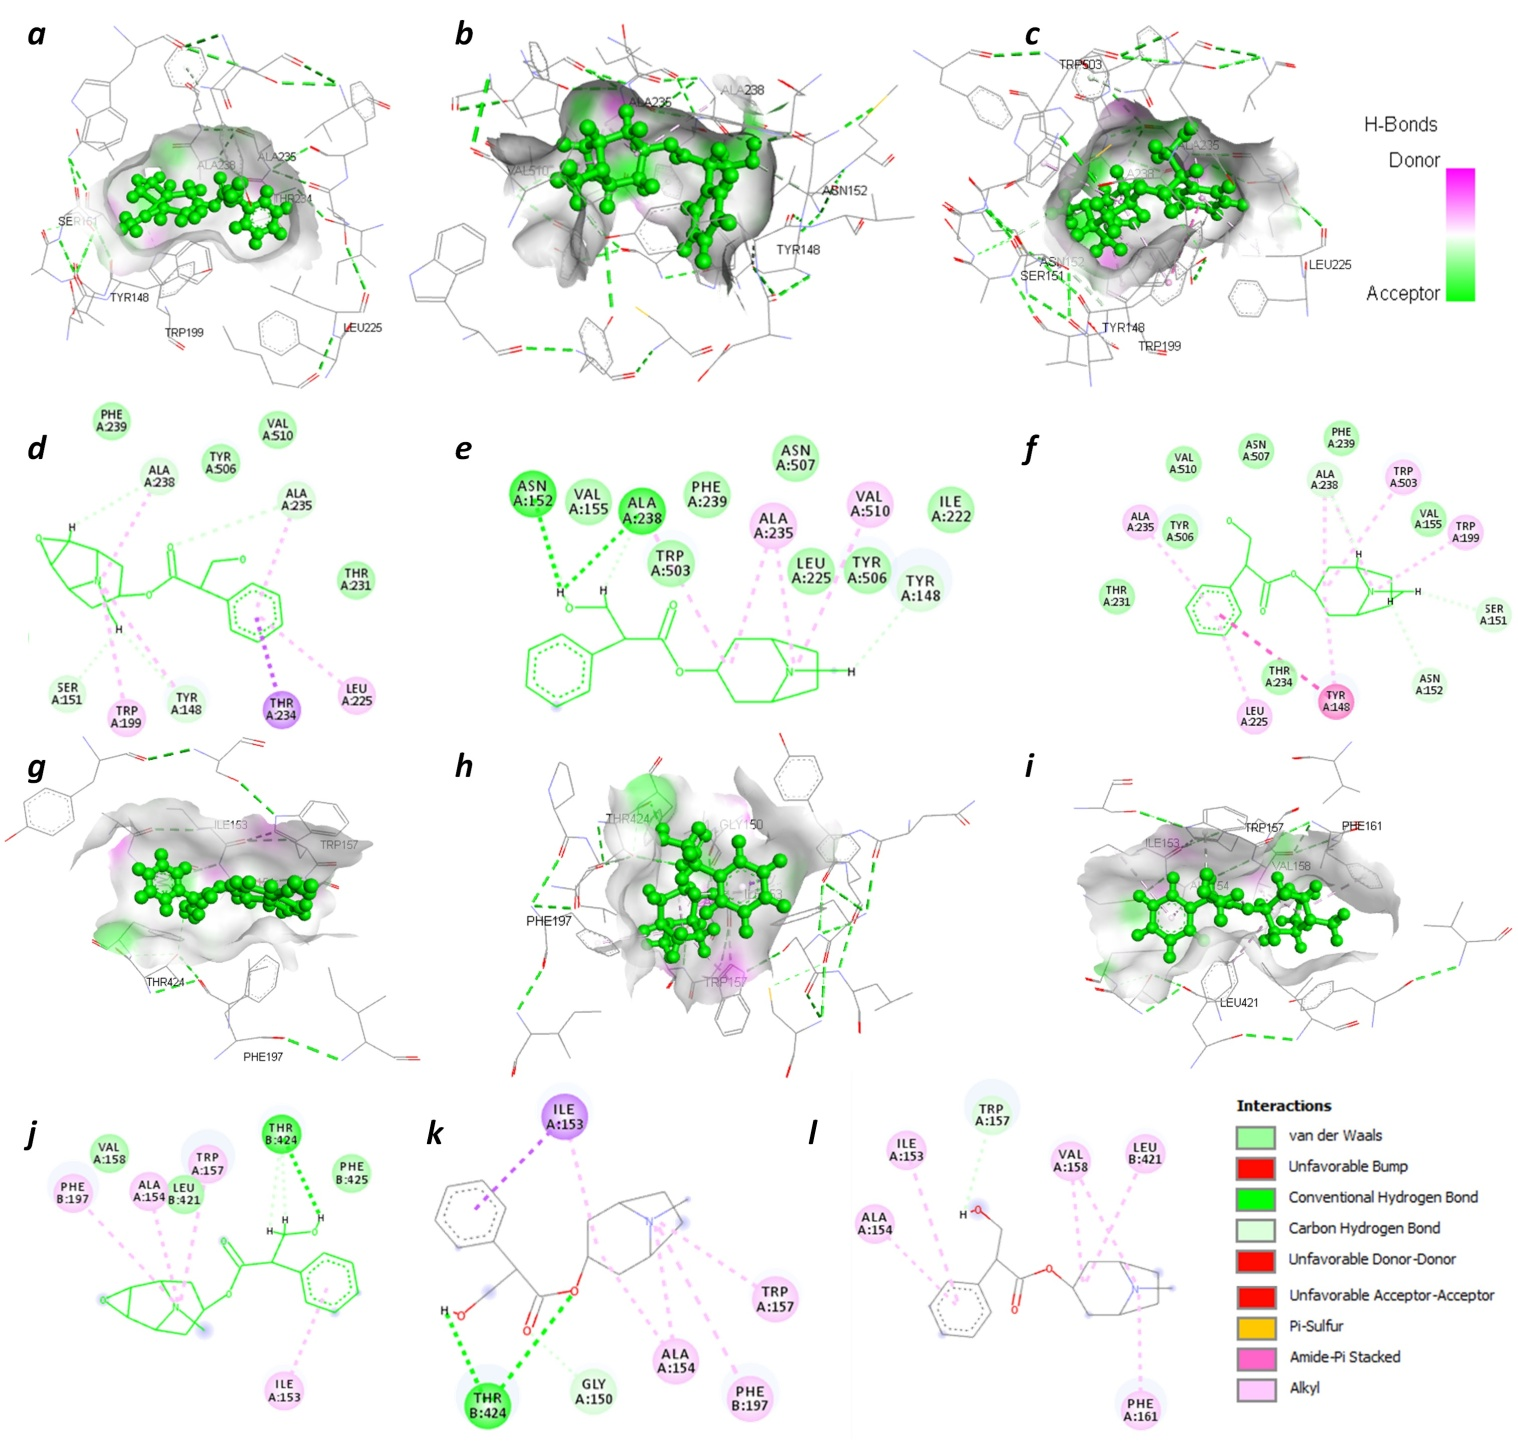 a
ALA238
ALA235
THR234
SER151
TYR148
TRP199
LEU225
b
ALA235
ALA238
VAL510
ASN152
TYR148
c
TRP503
ALA235
A238
ASN152
SER151
LEU225
TYR148
TRP199
H-Bonds
Donor
Acceptor
d
PHE
A:239
VAL
A:510
TYR
A:506
ALA
A:238
ALA
A:235
O
H
O
O
O
N
H
THR
A:231
SER
A:151
TRP
A:199
TYR
A:148
THR
A:234
LEU
A:225
e
ASN
A:152
VAL
A:155
ALA
A:238
PHE
A:239
ASN
A:507
ALA
A:235
VAL
A:510
ILE
A:222
TRP
A:503
LEU
A:225
TYR
A:506
TYR
A:148
H
H
O
O
O
N
H
f
VAL
A:510
ASN
A:507
PHE
A:239
ALA
A:238
TRP
A:503
ALA
A:235
TYR
A:506
VAL
A:155
TRP
A:199
THR
A:231
O
O
O
H
N
H
H
SER
A:151
THR
A:234
LEU
A:225
TYR
A:148
ASN
A:152
g
ILE153
TRP157
THR424
PHE197
h
THR424
GLY150
PHE197
TRP157
i
TRP157
PHE161
ILE153
VAL158
LEU421
j
VAL
A:158
PHE
B:197
ALA
A:154
LEU
B:421
TRP
A:157
THR
B:424
PHE
B:425
H
H
H
O
O
O
O
N
ILE
A:153
k
ILE
A:153
N
H
O
O
O
TRP
A:157
THR
B:424
GLY
A:150
ALA
A:154
PHE
B:197
l
TRP
A:157
ILE
A:153
VAL
A:158
LEU
B:421
ALA
A:154
H
O
O
O
N
PHE
A:161
Interactions
van der Waals
Unfavorable Bump
Conventional Hydrogen Bond
Carbon Hydrogen Bond
Unfavorable Donor-Donor
Unfavorable Acceptor-Acceptor
Pi-Sulfur
Amide-Pi Stacked
Alkyl